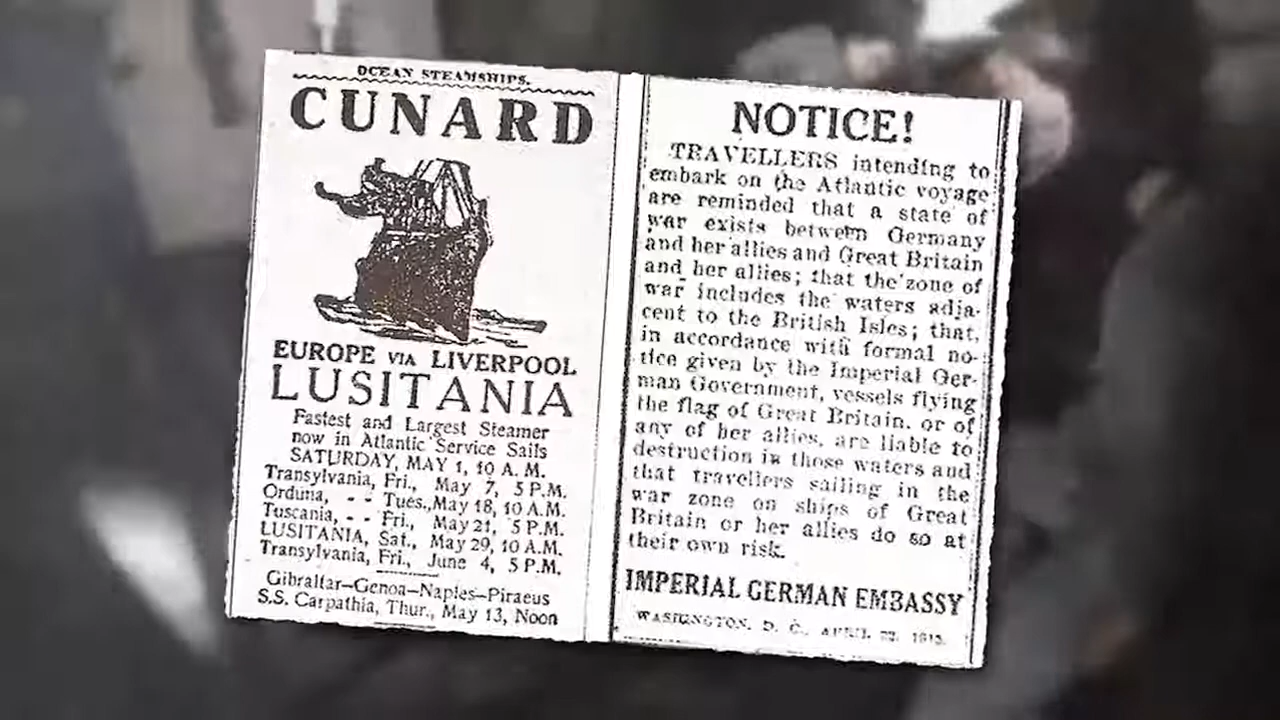 OCEAN STEAMSHIPS.
CUNARD
EUROPE VIA LIVERPOOL
LUSITANIA
Fastest and Largest Steamer
now in Atlantic Service Sails
SATURDAY, MAY 1, 10 A.M.
Transylvania, Fri., May 7, 5 P.M.
Orduna, - - Tues., May 18, 10 A.M.
Tuscania, - - Fri., May 21, 5 P.M.
LUSITANIA, Sat., May 29, 10 A.M.
Transylvania, Fri., June 4, 5 P.M.
Gibraltar–Genoa–Naples–Piraeus
S.S. Carpathia, Thur., May 13, Noon
NOTICE!
TRAVELLERS intending to
embark on the Atlantic voyage
are reminded that a state of
war exists between Germany
and her allies and Great Britain
and her allies; that the zone of
war includes the waters adja-
cent to the British Isles; that,
in accordance with formal no-
tice given by the Imperial Ger-
man Government, vessels flying
the flag of Great Britain, or of
any of her allies, are liable to
destruction in those waters and
that travellers sailing in the
war zone on ships of Great
Britain or her allies do so at
their own risk.
IMPERIAL GERMAN EMBASSY
WASHINGTON, D. C., APRIL 22, 1915.